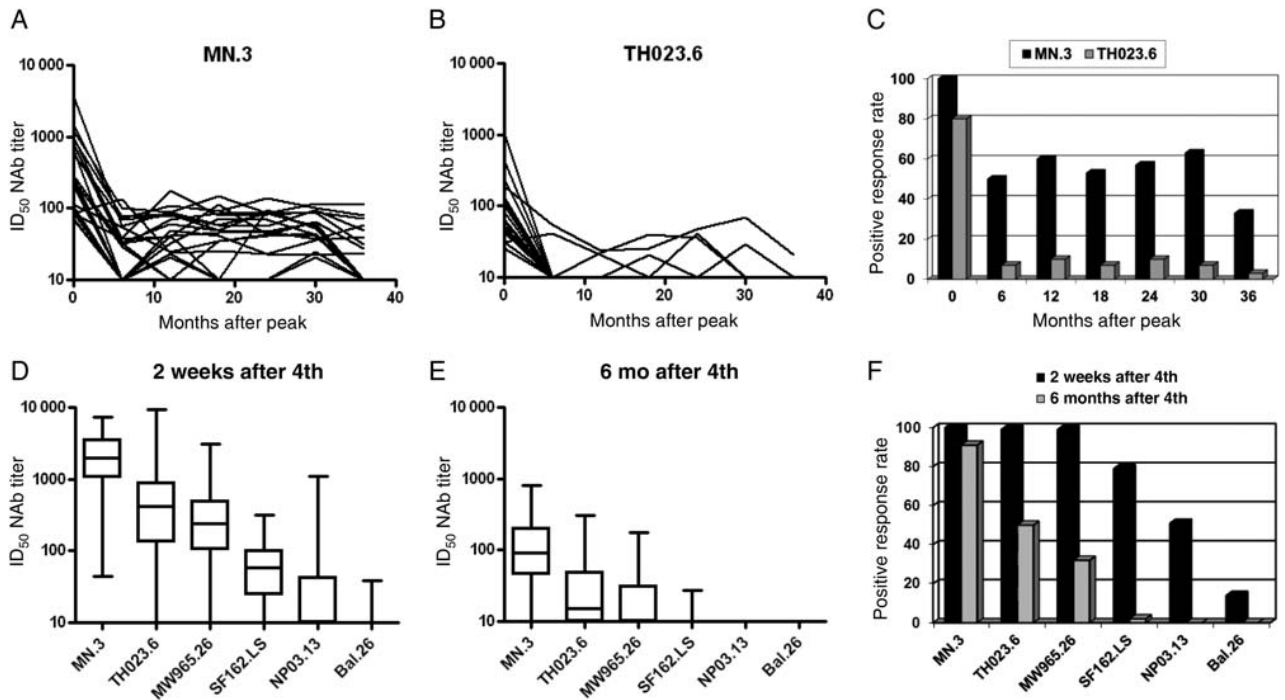 A
MN.3
ID50 NAb titer
10 000
1000
100
10
0 10 20 30 40
Months after peak
B
TH023.6
ID50 NAb titer
10 000
1000
100
10
0 10 20 30 40
Months after peak
C
MN.3 TH023.6
Positive response rate
100
80
60
40
20
0
0 6 12 18 24 30 36
Months after peak
D
2 weeks after 4th
ID50 NAb titer
10 000
1000
100
10
MN.3 TH023.6 MW965.26 SF162.LS NP03.13 Bal.26
E
6 mo after 4th
ID50 NAb titer
10 000
1000
100
10
MN.3 TH023.6 MW965.26 SF162.LS NP03.13 Bal.26
F
2 weeks after 4th
6 months after 4th
Positive response rate
100
80
60
40
20
0
MN.3 TH023.6 MW965.26 SF162.LS NP03.13 Bal.26